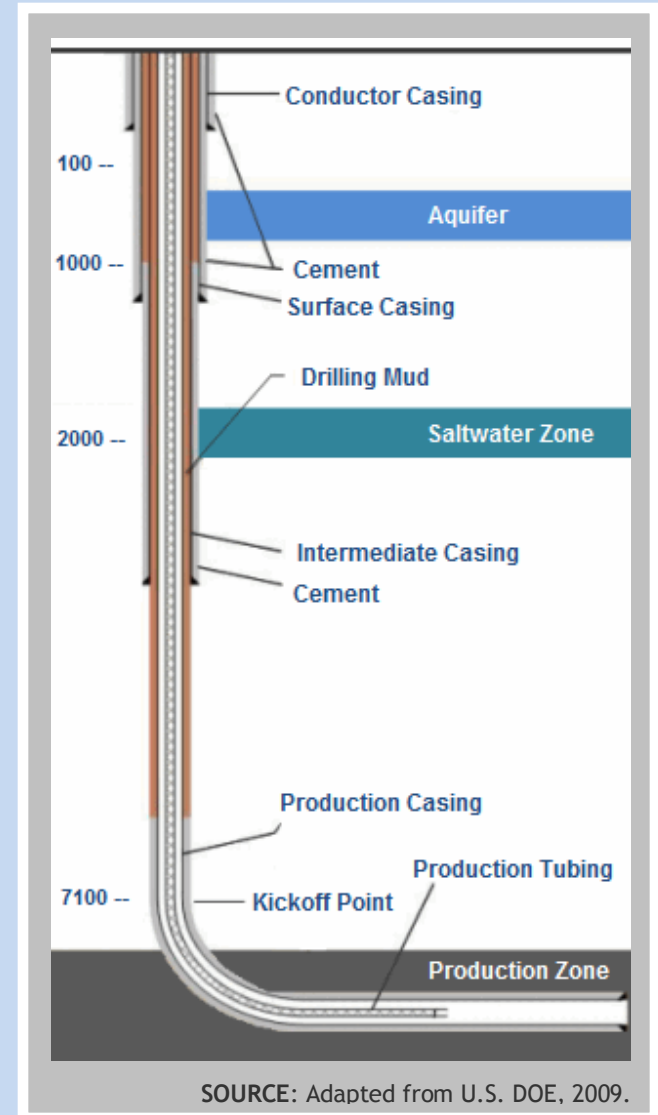 Conductor Casing
100 --
Aquifer
1000 --
Cement
Surface Casing
Drilling Mud
2000 --
Saltwater Zone
Intermediate Casing
Cement
Production Casing
Production Tubing
7100 --
Kickoff Point
Production Zone
SOURCE: Adapted from U.S. DOE, 2009.